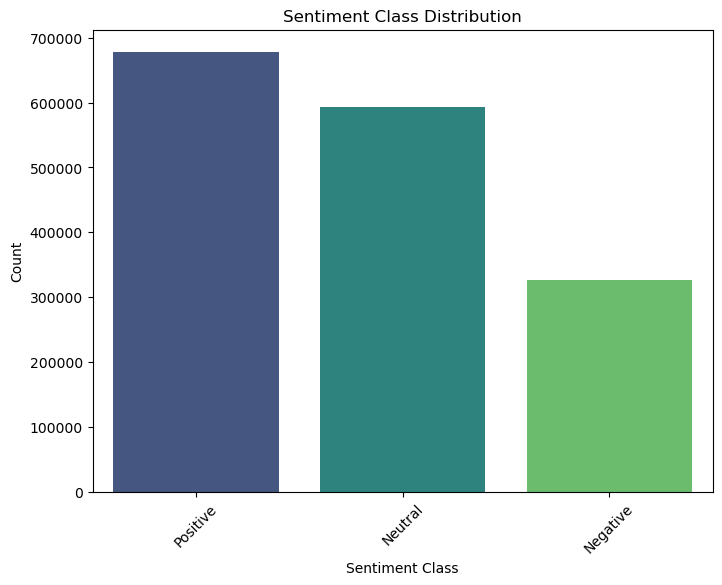 Sentiment Class Distribution
700000
600000
500000
400000
300000
200000
100000
0
Count
Positive
Neutral
Negative
Sentiment Class